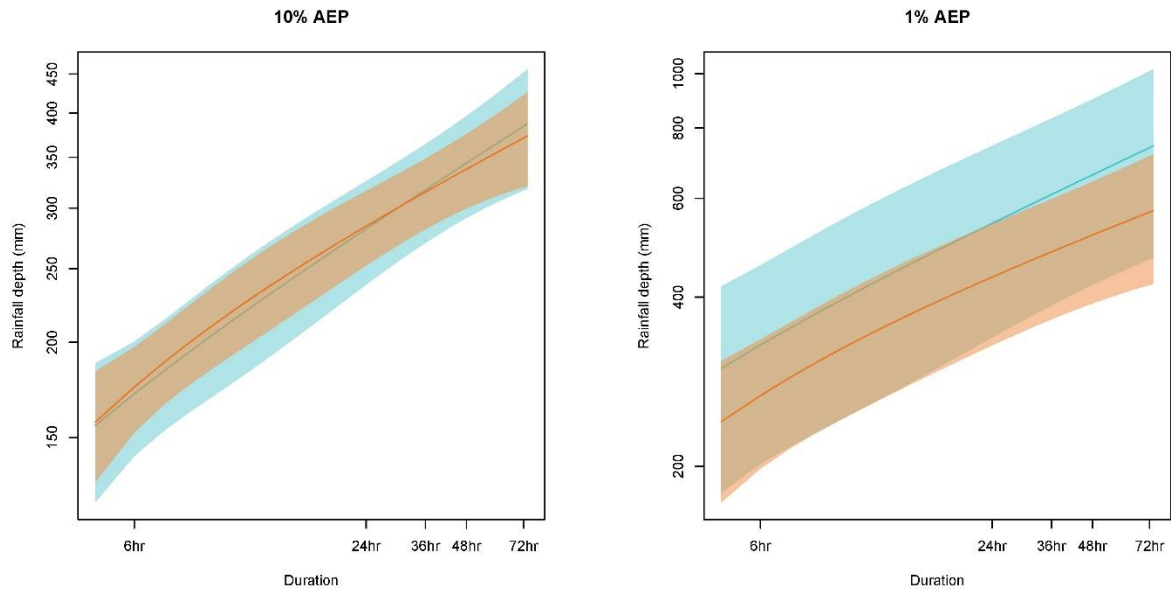 10% AEP
Rainfall depth (mm)
450
400
350
300
250
200
150
6hr
24hr
36hr
48hr
72hr
Duration
1% AEP
Rainfall depth (mm)
1000
800
600
400
200
6hr
24hr
36hr
48hr
72hr
Duration